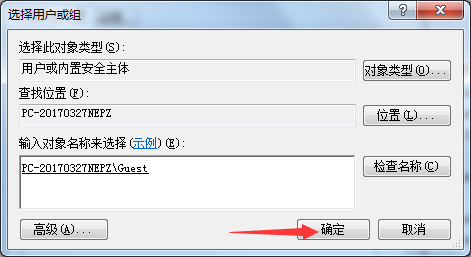 选择用户或组
选择此对象类型(S):
用户或内置安全主体
对象类型(O)...
查找位置(F):
PC-20170327NEPZ
位置(L)...
输入对象名称来选择(示例)(E):
PC-20170327NEPZ\Guest
检查名称(C)
高级(A)...
确定
取消